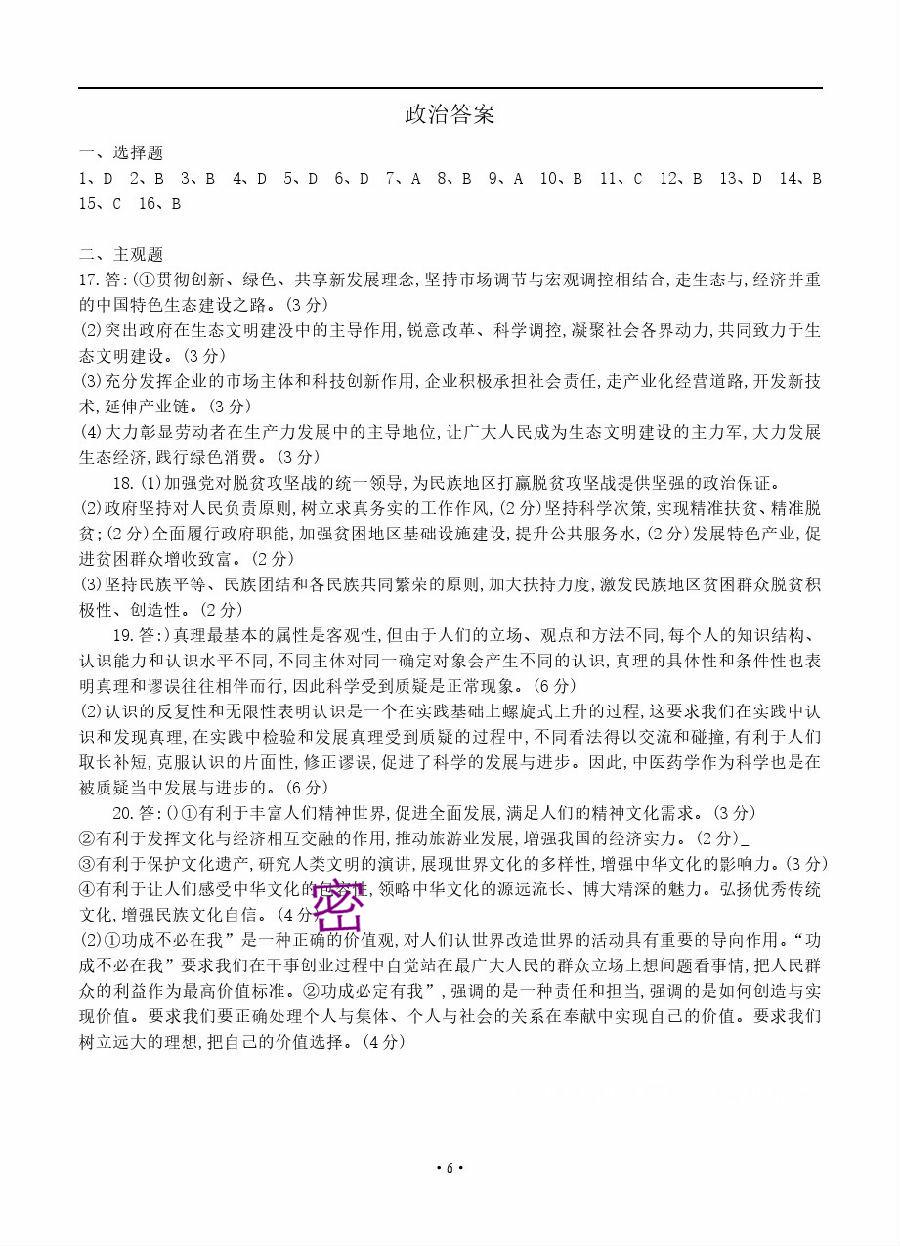 政治答案
一、选择题
1、D 2、B 3、B 4、D 5、D 6、D 7、A 8、B 9、A 10、B 11、C 12、B 13、D 14、B
15、C 16、B
二、主观题
17.答:(①贯彻创新、绿色、共享新发展理念,坚持市场调节与宏观调控相结合,走生态与,经济并重
的中国特色生态建设之路。(3分)
(2)突出政府在生态文明建没中的主导作用,锐意改革、科学调控,凝聚社会各界动力,共同致力于生
态文明建设。(3分)
(3)充分发挥企业的市场主体和科技创新作用,企业积极承担社会责任,走产业化经营道路,开发新技
术,延伸产业链。(3分)
(4)大力彰显劳动者在生产力发展中的主导地位,让广大人民成为生态文明建设的主力军,大力发展
生态经济,践行绿色消费。(3分)
18.(1)加强党对脱贫攻坚战的统一领导,为民族地区打赢脱贫攻坚战提供坚强的政治保证。
(2)政府坚持对人民负责原则,树立求真务实的工作作风,(2分)坚持科学次策,实现精准扶贫、精准脱
贫;(2分)全面履行政府职能,加强贫困地区基础设施建设,提升公共服务水,(2分)发展特色产业,促
进贫困群众增收致富。(2分)
(3)坚持民族平等、民族团结和各民族共同繁荣的原则,加大扶持力度,激发民族地区贫困群众脱贫积
极性、创造性。(2分)
19.答:)真理最基本的属性是客观性,但由于人们的立场、观点和方法不同,每个人的知识结构、
认识能力和认识水平不同,不同主休对同一确定对象会产生不同的认识,真理的具休性和条件性也表
明真理和谬误往往相伴而行,因此科学受到质疑是正常现象。(6分)
(2)认识的反复性和无限性表明认识是一个在实践基础上螺旋式上升的过程,这要求我们在实践中认
识和发现真理,在实践中检验和发展真理受到质疑的过程中,不同看法得以交流和碰撞,有利于人们
取长补短,克服认识的片面性,修正谬误,促进了科学的发展与进步。因此,中医药学作为科学也是在
被质疑当中发展与进步的。(6分)
20.答:()①有利于丰富人们精神世界,促进全面发展,满足人们的精神文化需求。(3分)
②有利于发挥文化与经济相互交融的作用,推动旅游业发展,增强我国的经济实力。(2分)_
③有利于保护文化遗产,研究人类文明的演讲,展现世界文化的多样性,增强中华文化的影响力。(3分)
④有利于让人们感受中华文化的,领略中华文化的源远流长、博大精深的魅力。弘扬优秀传统
文化,增强民族文化自信。(4分)
密
(2)①功成不必在我”是一种正确的价值观,对人们认世界改造世界的活动具有重要的导向作用。“功
成不必在我”要求我们在干事创业过程中自觉站在最广大人民的群众立场上想间题看事情,把人民群
众的利益作为最高价值标准。②功成必定有我”,强调的是一种责任和担当,强调的是如何创造与实
现价值。要求我们要正确处理个人与集体、个人与社会的关系在奉献中实现自己的价值。要求我们
树立远大的理想,把自己的价值选择。(4分)
·6·